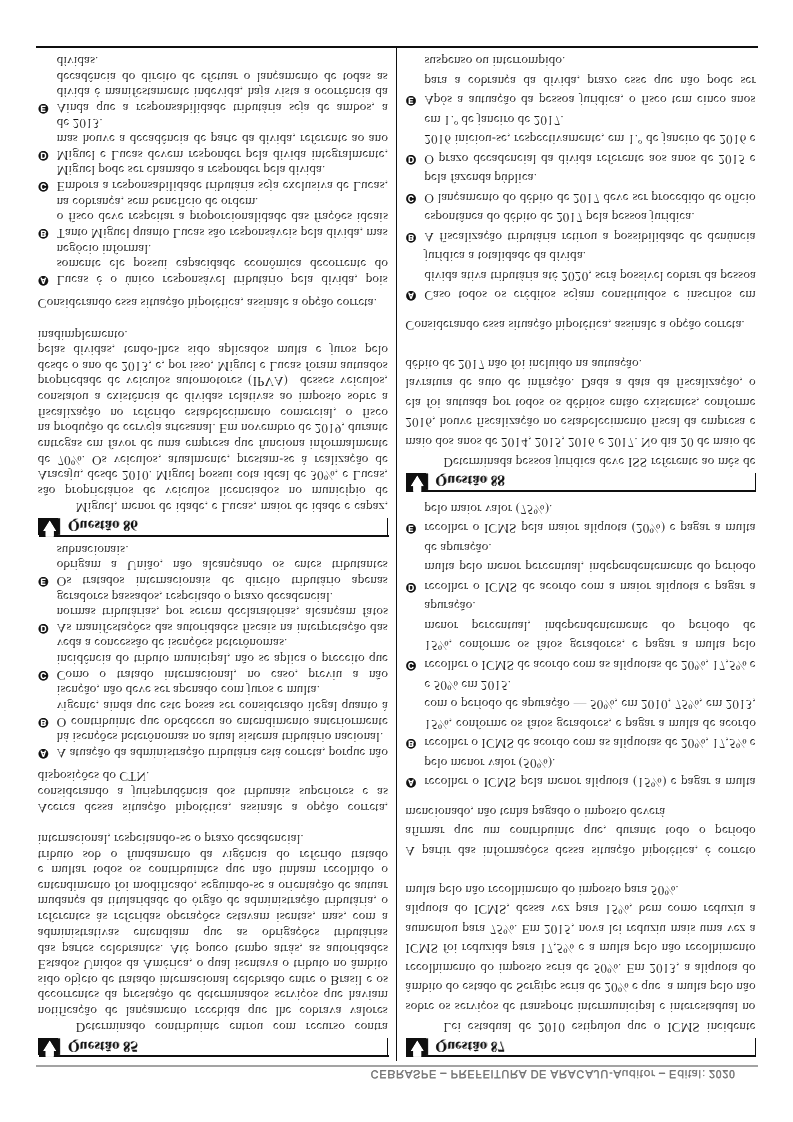 CEBRASPE – PREFEITURA DE ARACAJU-Auditor – Edital: 2020
Questão 85
Determinado contribuinte entrou com recurso contra
notificação de lançamento recebida que lhe cobrava valores
decorrentes da prestação de determinados serviços que haviam
sido objeto de tratado internacional celebrado entre o Brasil e os
Estados Unidos da América, o qual isentava o tributo no âmbito
das partes celebrantes. Até pouco tempo atrás, as autoridades
administrativas entendiam que as obrigações tributárias
referentes às referidas operações estavam isentas, mas, com a
mudança da titularidade do órgão de administração tributária, o
entendimento foi modificado, seguindo-se a orientação de autuar
e multar todos os contribuintes que não tinham recolhido o
tributo sob o fundamento da vigência do referido tratado
internacional, respeitando-se o prazo decadencial.
Acerca dessa situação hipotética, assinale a opção correta,
considerando a jurisprudência dos tribunais superiores e as
disposições do CTN.
A A atuação da administração tributária está correta, porque não
há isenções heterônomas no atual sistema tributário nacional.
B O contribuinte que obedeceu ao entendimento anteriormente
vigente, ainda que este possa ser considerado ilegal quanto à
isenção, não deve ser apenado com juros e multa.
C Como o tratado internacional, no caso, previu a não
incidência do tributo municipal, não se aplica o preceito que
veda a concessão de isenções heterônomas.
D As manifestações das autoridades fiscais na interpretação das
normas tributárias, por serem declaratórias, alcançam fatos
geradores passados, respeitado o prazo decadencial.
E Os tratados internacionais de direito tributário apenas
obrigam a União, não alcançando os entes tributantes
subnacionais.
Questão 86
Miguel, menor de idade, e Lucas, maior de idade e capaz,
são proprietários de veículos licenciados no município de
Aracaju, desde 2010. Miguel possui cota ideal de 30%, e Lucas,
de 70%. Os veículos, atualmente, prestam-se à realização de
entregas em favor de uma empresa que funciona informalmente
na produção de cerveja artesanal. Em novembro de 2019, durante
fiscalização no referido estabelecimento comercial, o fisco
constatou a existência de dívidas relativas ao imposto sobre a
propriedade de veículos automotores (IPVA) desses veículos,
desde o ano de 2013, e, por isso, Miguel e Lucas foram autuados
pelas dívidas, tendo-lhes sido aplicados multa e juros pelo
inadimplemento.
Considerando essa situação hipotética, assinale a opção correta.
A Lucas é o único responsável tributário pela dívida, pois
somente ele possui capacidade econômica decorrente do
negócio informal.
B Tanto Miguel quanto Lucas são responsáveis pela dívida, mas
o fisco deve respeitar a proporcionalidade das frações ideais
na cobrança, sem benefício de ordem.
C Embora a responsabilidade tributária seja exclusiva de Lucas,
Miguel pode ser chamado a responder pela dívida.
D Miguel e Lucas devem responder pela dívida integralmente,
mas houve a decadência de parte da dívida, referente ao ano
de 2013.
E Ainda que a responsabilidade tributária seja de ambos, a
dívida é manifestamente indevida, haja vista a ocorrência da
decadência do direito de efetuar o lançamento de todas as
dívidas.
Questão 87
Lei estadual de 2010 estipulou que o ICMS incidente
sobre os serviços de transporte intermunicipal e interestadual no
âmbito do estado de Sergipe seria de 20% e que a multa pelo não
recolhimento do imposto seria de 50%. Em 2013, a alíquota do
ICMS foi reduzida para 17,5% e a multa pelo não recolhimento
aumentou para 75%. Em 2015, nova lei reduziu mais uma vez a
alíquota do ICMS, dessa vez para 15%, bem como reduziu a
multa pelo não recolhimento do imposto para 50%.
A partir das informações dessa situação hipotética, é correto
afirmar que um contribuinte que, durante todo o período
mencionado, não tenha pagado o imposto deverá
A recolher o ICMS pela menor alíquota (15%) e pagar a multa
pelo menor valor (50%).
B recolher o ICMS de acordo com as alíquotas de 20%, 17,5% e
15%, conforme os fatos geradores, e pagar a multa de acordo
com o período de apuração — 50%, em 2010, 75%, em 2013,
e 50% em 2015.
C recolher o ICMS de acordo com as alíquotas de 20%, 17,5% e
15%, conforme os fatos geradores, e pagar a multa pelo
menor percentual, independentemente do período de
apuração.
D recolher o ICMS de acordo com a maior alíquota e pagar a
multa pelo menor percentual, independentemente do período
de apuração.
E recolher o ICMS pela maior alíquota (20%) e pagar a multa
pelo maior valor (75%).
Questão 88
Determinada pessoa jurídica deve ISS referente ao mês de
maio dos anos de 2014, 2015, 2016 e 2017. No dia 20 de maio de
2016, houve fiscalização no estabelecimento fiscal da empresa e
ela foi autuada por todos os débitos então existentes, conforme
lavratura de auto de infração. Dada a data da fiscalização, o
débito de 2017 não foi incluído na autuação.
Considerando essa situação hipotética, assinale a opção correta.
A Caso todos os créditos sejam constituídos e inscritos em
dívida ativa tributária até 2020, será possível cobrar da pessoa
jurídica a totalidade da dívida.
B A fiscalização tributária retirou a possibilidade de denúncia
espontânea do débito de 2017 pela pessoa jurídica.
C O lançamento do débito de 2017 deve ser procedido de ofício
pela fazenda pública.
D O prazo decadencial da dívida referente aos anos de 2015 e
2016 iniciou-se, respectivamente, em 1.º de janeiro de 2016 e
em 1.º de janeiro de 2017.
E Após a autuação da pessoa jurídica, o fisco tem cinco anos
para a cobrança da dívida, prazo esse que não pode ser
suspenso ou interrompido.